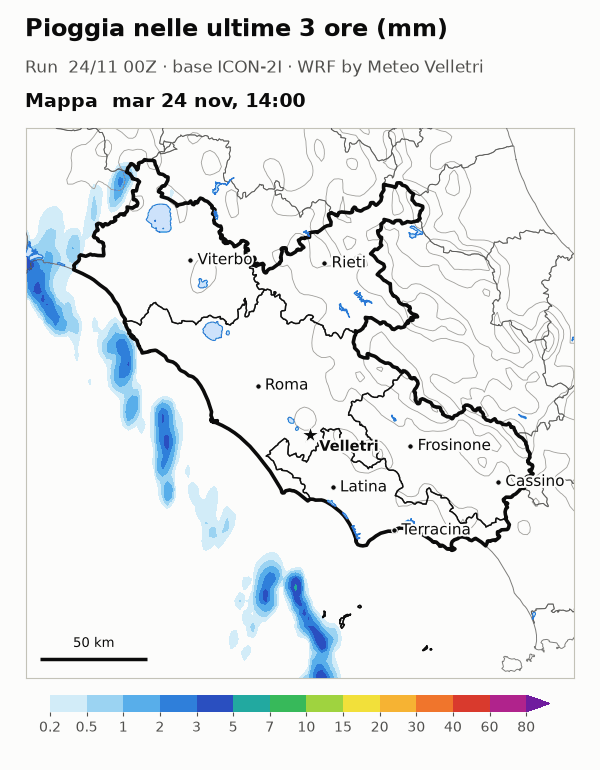 Pioggia nelle ultime 3 ore (mm)
Run  24/11 00Z · base ICON-2I · WRF by Meteo Velletri
Mappa  mar 24 nov, 14:00
Viterbo
Rieti
Roma
Velletri
Frosinone
Latina
Cassino
Terracina
50 km
0.2 0.5 1 2 3 5 7 10 15 20 30 40 60 80